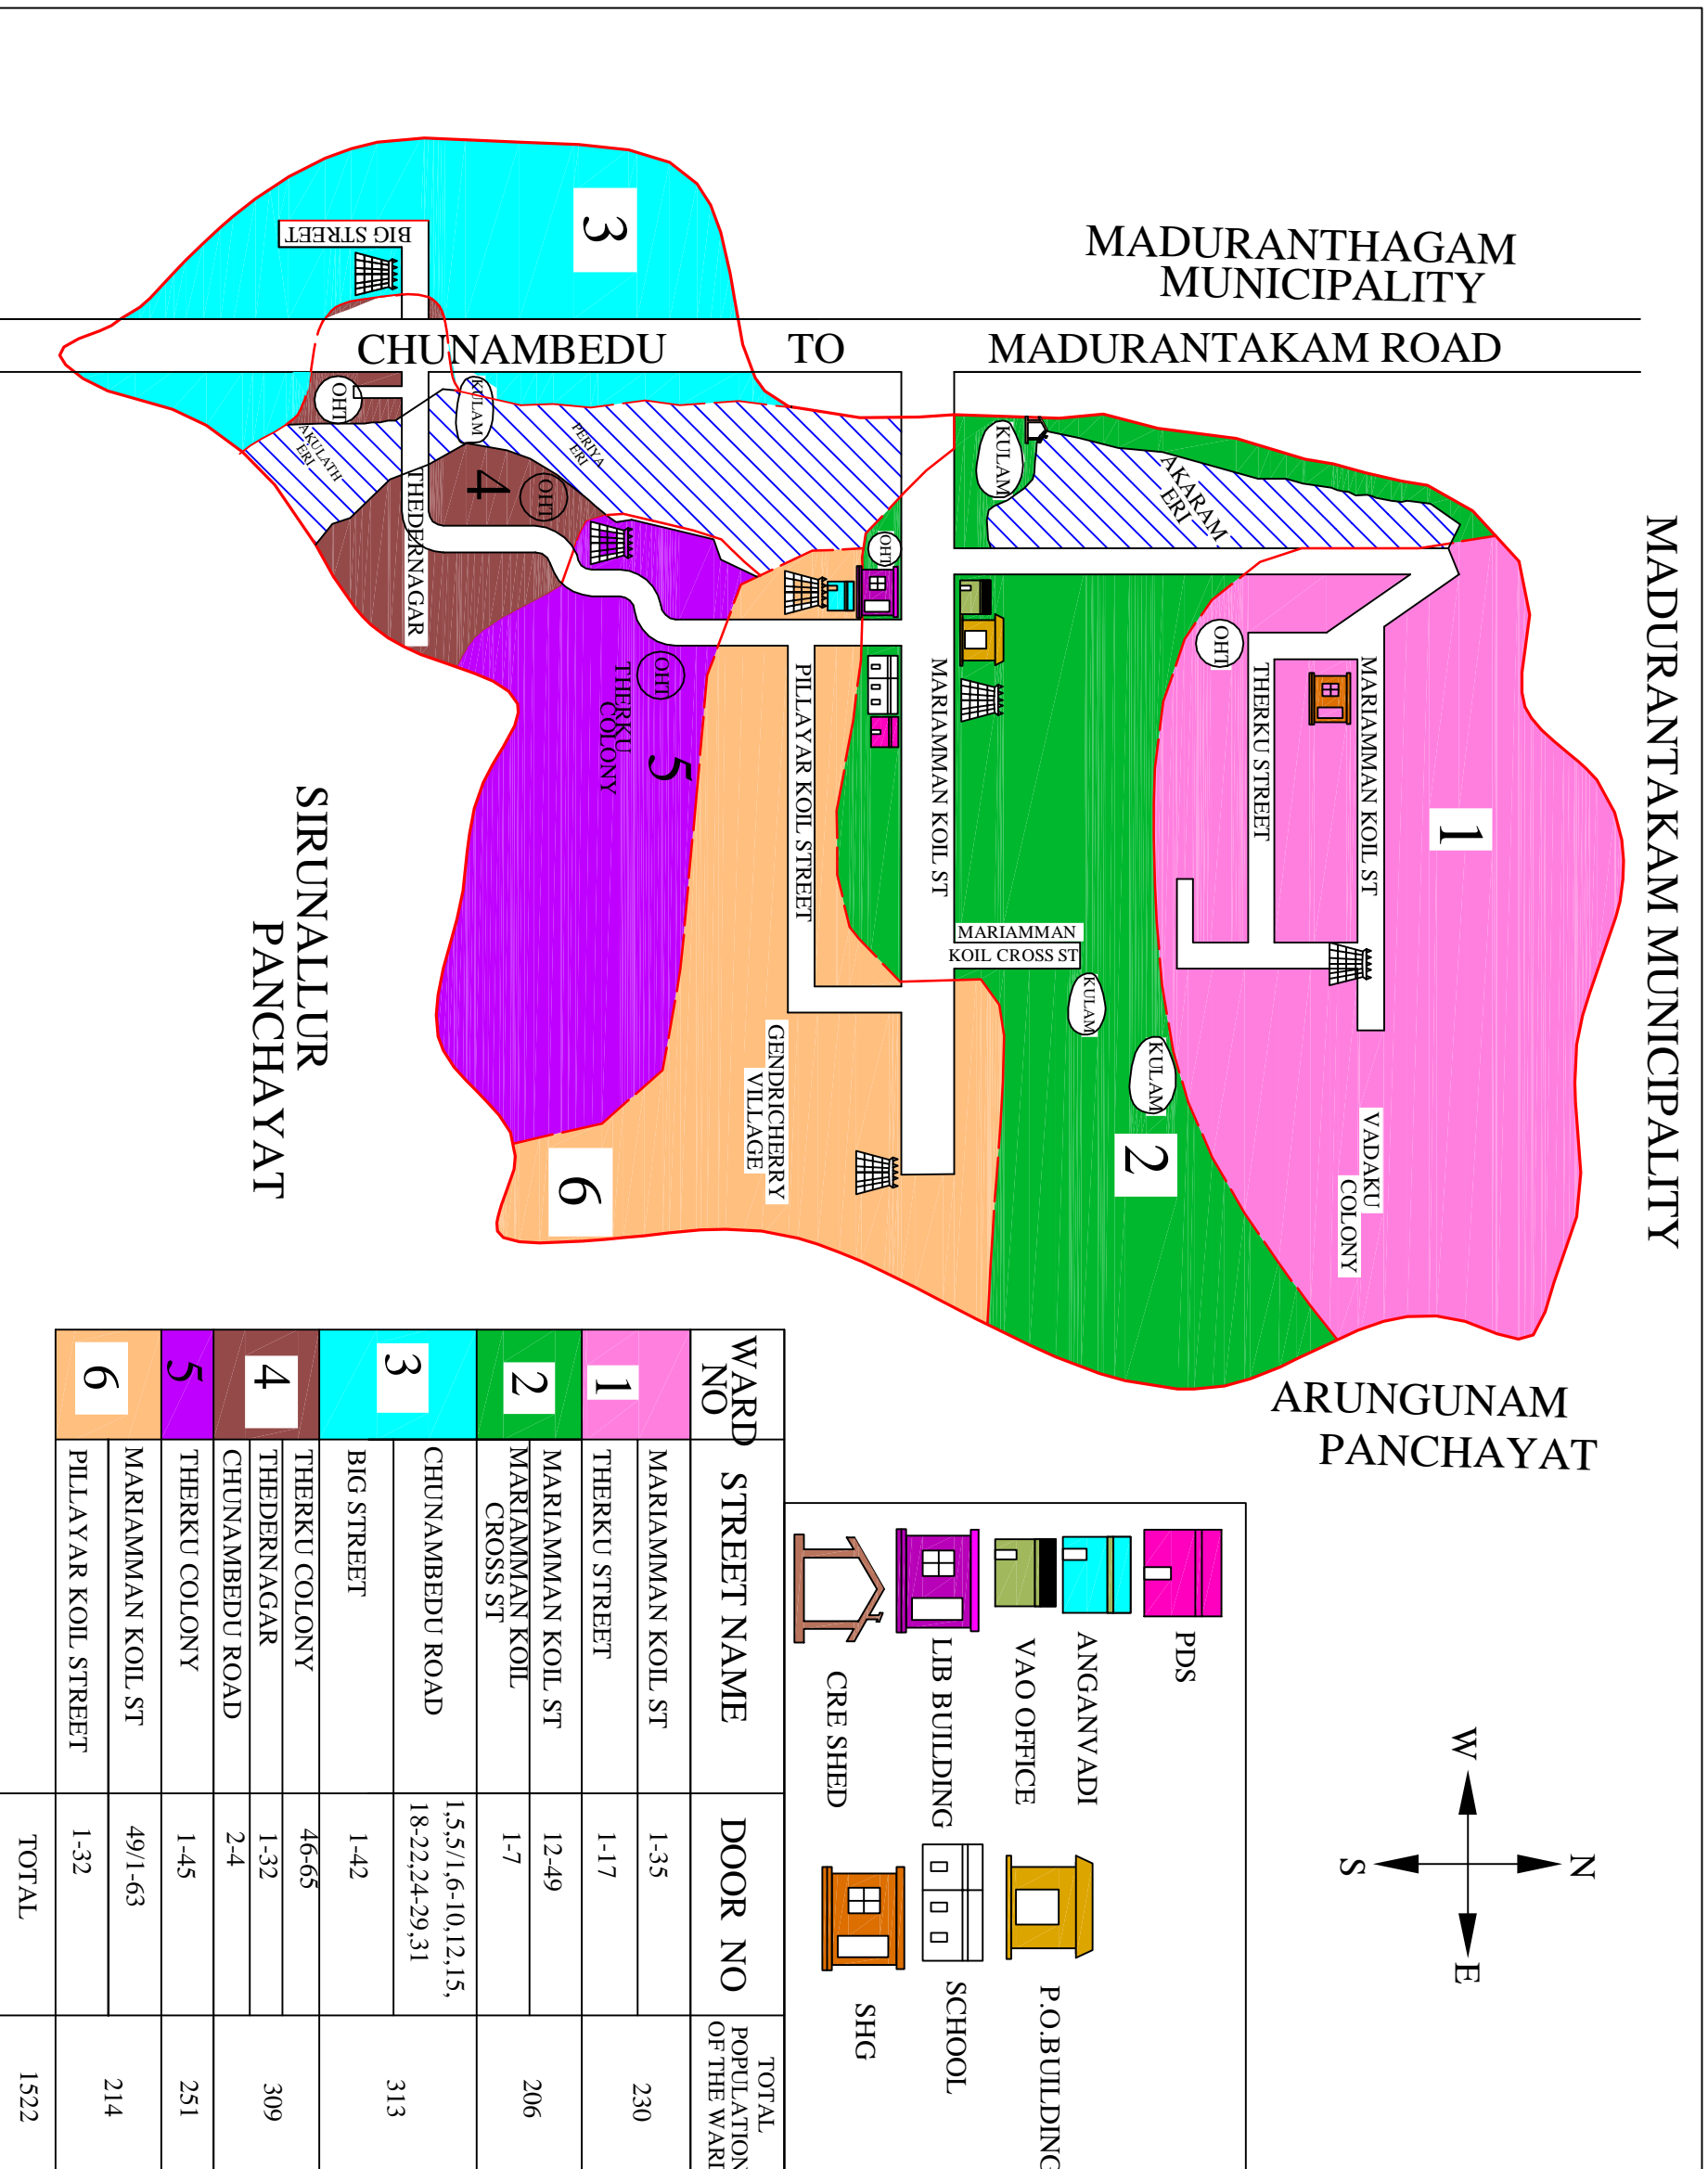 MADURANTHAGAM
MUNICIPALITY
MADURANTAKAM MUNICIPALITY
CHUNAMBEDU TO MADURANTAKAM ROAD
ARUNGUNAM
PANCHAYAT
SIRUNALLUR
PANCHAYAT
3
BIG STREET
OHT
KULAM
AKULATH
ERI
PERIYA
ERI
4
OHT
THEDERNAGAR
KULAM
AKARAM
ERI
OHT
OHT
MARIAMMAN KOIL ST
THERKU STREET
1
VADAKU
COLONY
MARIAMMAN KOIL ST
MARIAMMAN
KOIL CROSS ST
KULAM
KULAM
2
PILLAYAR KOIL STREET
OHT
THERKU
COLONY
5
GENDRICHERRY
VILLAGE
6
N
W
E
S
PDS
ANGANVADI
VAO OFFICE
LIB BUILDING
CRE SHED
P.O.BUILDING
SCHOOL
SHG
WARD NO STREET NAME DOOR NO TOTAL POPULATION OF THE WARD
1 MARIAMMAN KOIL ST 1-35 230
THERKU STREET 1-17
2 MARIAMMAN KOIL ST 12-49 206
MARIAMMAN KOIL
CROSS ST 1-7
3 CHUNAMBEDU ROAD 1,5,5/1,6-10,12,15,
18-22,24-29,31 313
BIG STREET 1-42
4 THERKU COLONY 46-65 309
THEDERNAGAR 1-32
CHUNAMBEDU ROAD 2-4
5 THERKU COLONY 1-45 251
6 MARIAMMAN KOIL ST 49/1-63 214
PILLAYAR KOIL STREET 1-32
TOTAL 1522